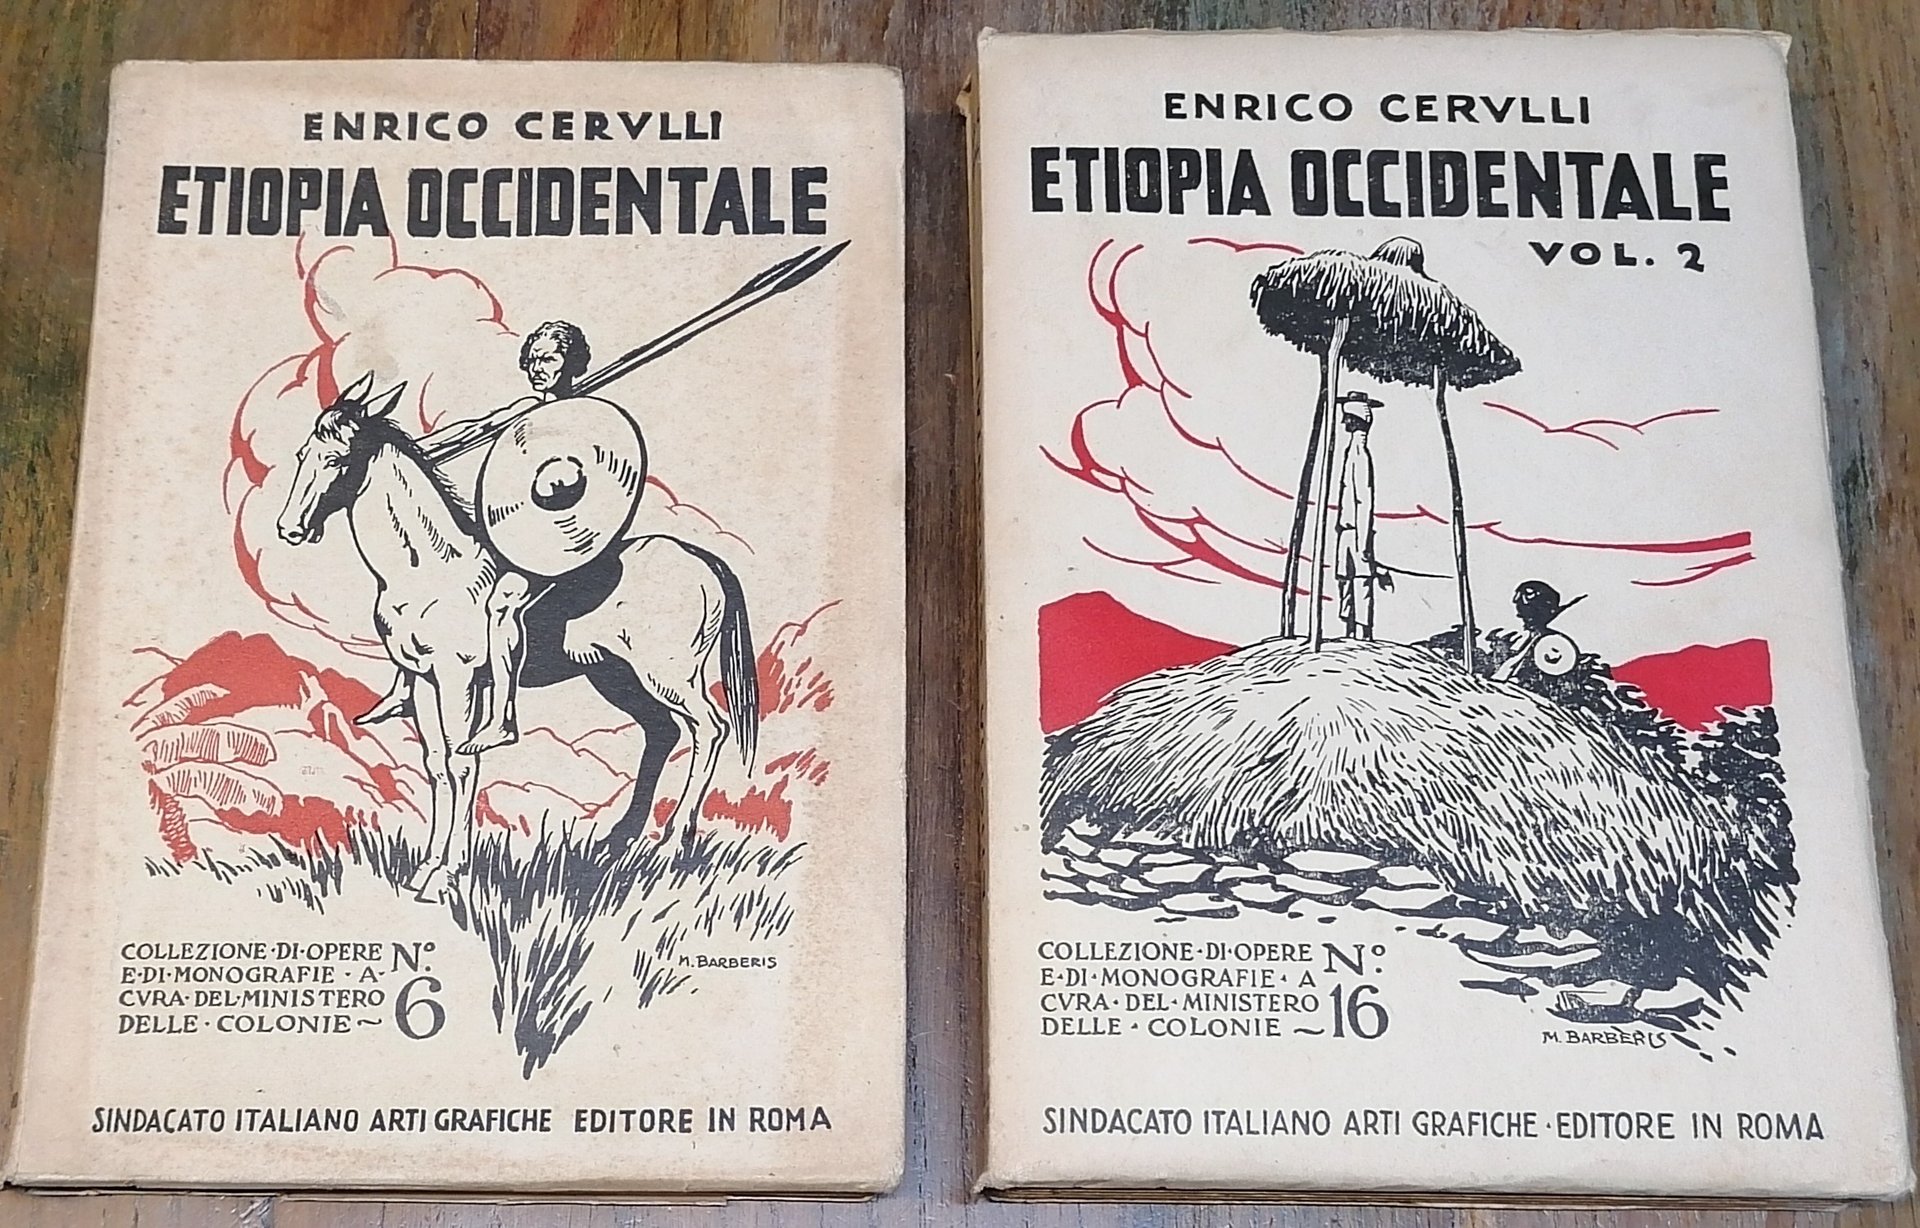 ENRICO CERVLLI
ETIOPIA OCCIDENTALE
COLLEZIONE·DI·OPERE
E·DI·MONOGRAFIE·A·
CVRA·DEL·MINISTERO
DELLE·COLONIE~
Nº.
6
M. BARBERIS
SINDACATO ITALIANO ARTI GRAFICHE EDITORE IN ROMA
ENRICO CERVLLI
ETIOPIA OCCIDENTALE
VOL. 2
COLLEZIONE·DI·OPERE
E·DI·MONOGRAFIE·A
CVRA·DEL·MINISTERO
DELLE·COLONIE~
Nº.
16
M. BARBERIS
SINDACATO ITALIANO ARTI GRAFICHE·EDITORE IN ROMA